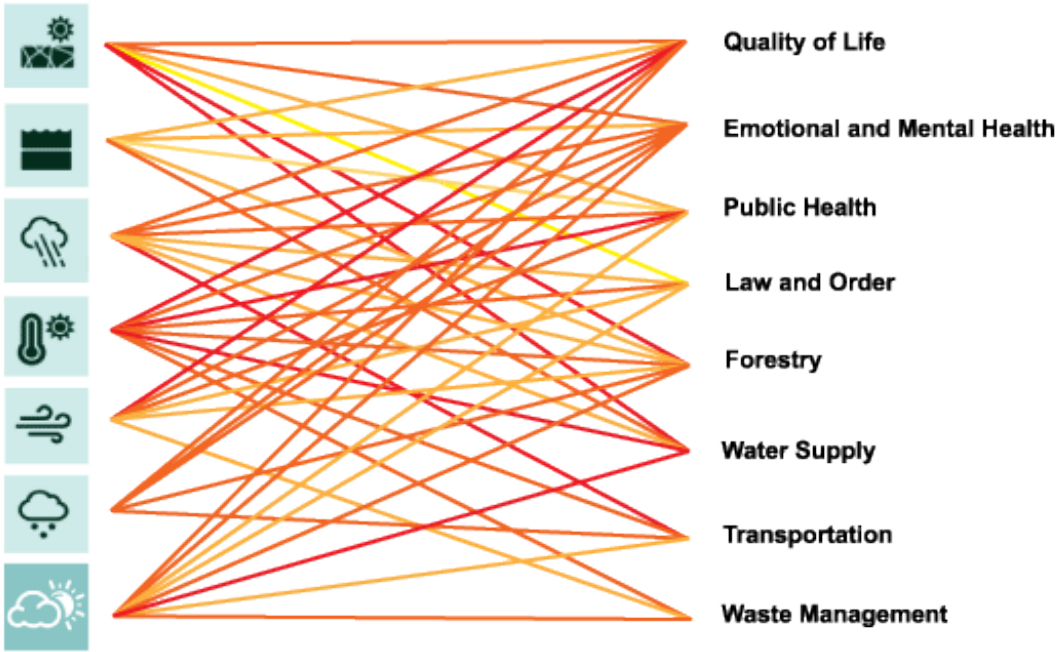 Quality of Life
Emotional and Mental Health
Public Health
Law and Order
Forestry
Water Supply
Transportation
Waste Management